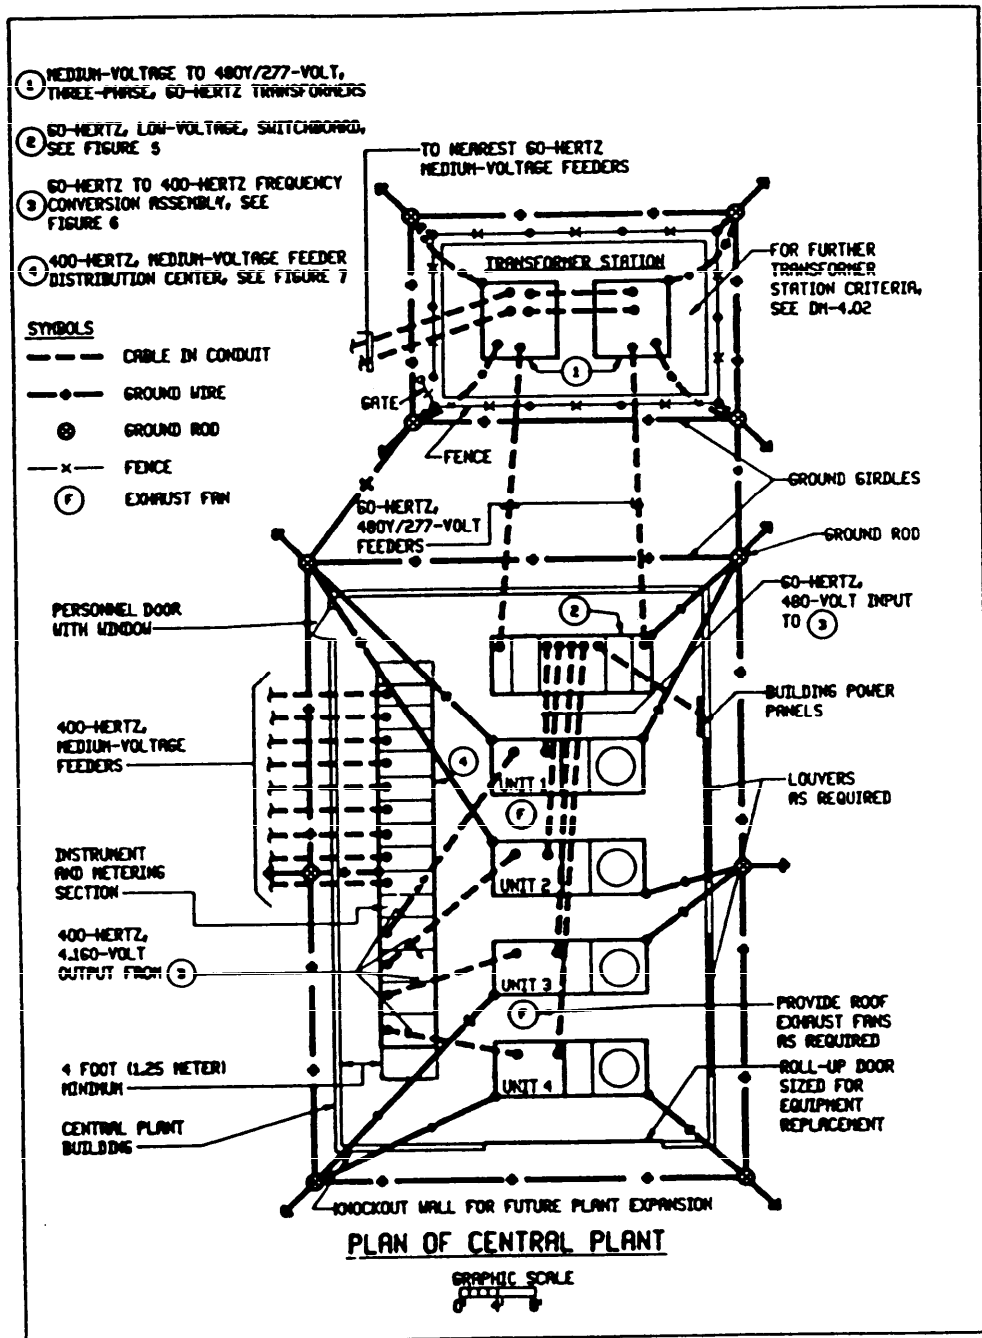 1 MEDIUM-VOLTAGE TO 480Y/277-VOLT,
THREE-PHASE, 60-HERTZ TRANSFORMERS
2 60-HERTZ, LOW-VOLTAGE, SWITCHBOARD,
SEE FIGURE 5
3 60-HERTZ TO 400-HERTZ FREQUENCY
CONVERSION ASSEMBLY, SEE
FIGURE 6
4 400-HERTZ, MEDIUM-VOLTAGE FEEDER
DISTRIBUTION CENTER, SEE FIGURE 7
SYMBOLS
CABLE IN CONDUIT
GROUND WIRE
GROUND ROD
FENCE
F EXHAUST FAN
TO NEAREST 60-HERTZ
MEDIUM-VOLTAGE FEEDERS
TRANSFORMER STATION
FOR FURTHER
TRANSFORMER
STATION CRITERIA,
SEE DM-4.02
1
GATE
FENCE
GROUND GIRDLES
60-HERTZ,
480Y/277-VOLT
FEEDERS
GROUND ROD
60-HERTZ,
480-VOLT INPUT
TO 3
PERSONNEL DOOR
WITH WINDOW
2
BUILDING POWER
PANELS
400-HERTZ,
MEDIUM-VOLTAGE
FEEDERS
4
UNIT 1
F
LOUVERS
AS REQUIRED
INSTRUMENT
AND METERING
SECTION
UNIT 2
400-HERTZ,
4,160-VOLT
OUTPUT FROM 3
UNIT 3
F
PROVIDE ROOF
EXHAUST FANS
AS REQUIRED
4 FOOT (1.25 METER)
MINIMUM
UNIT 4
ROLL-UP DOOR
SIZED FOR
EQUIPMENT
REPLACEMENT
CENTRAL PLANT
BUILDING
KNOCKOUT WALL FOR FUTURE PLANT EXPANSION
PLAN OF CENTRAL PLANT
GRAPHIC SCALE
0 4' 8'